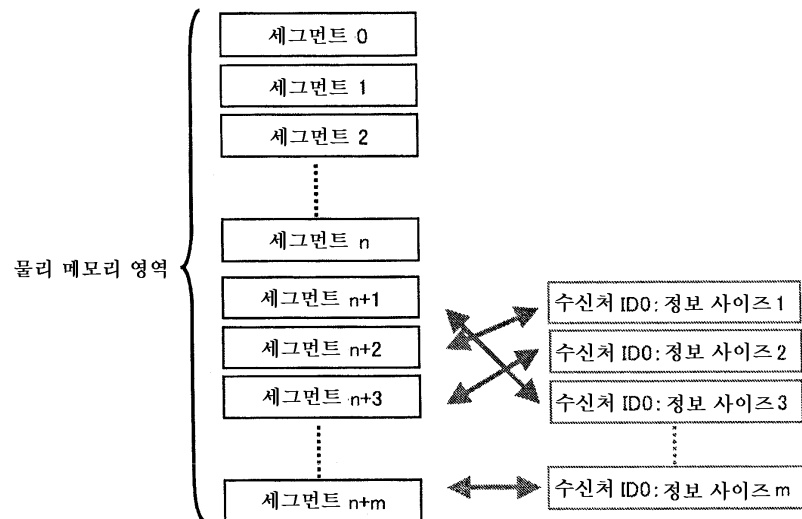 세그먼트 0
세그먼트 1
세그먼트 2
세그먼트 n
물리 메모리 영역
세그먼트 n+1
수신처 ID0: 정보 사이즈 1
세그먼트 n+2
수신처 ID0: 정보 사이즈 2
세그먼트 n+3
수신처 ID0: 정보 사이즈 3
세그먼트 n+m
수신처 ID0: 정보 사이즈 m